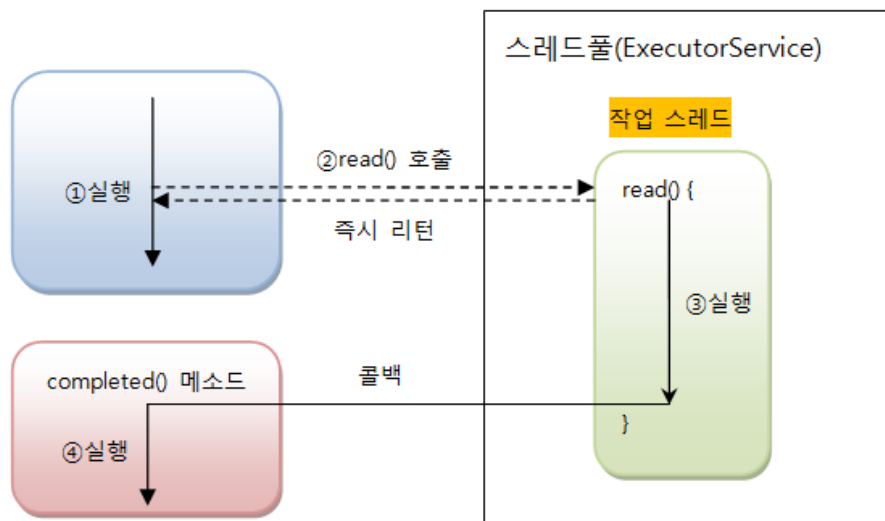 스레드풀(ExecutorService)
작업 스레드
①실행
②read() 호출
즉시 리턴
read() {
③실행
}
콜백
completed() 메소드
④실행